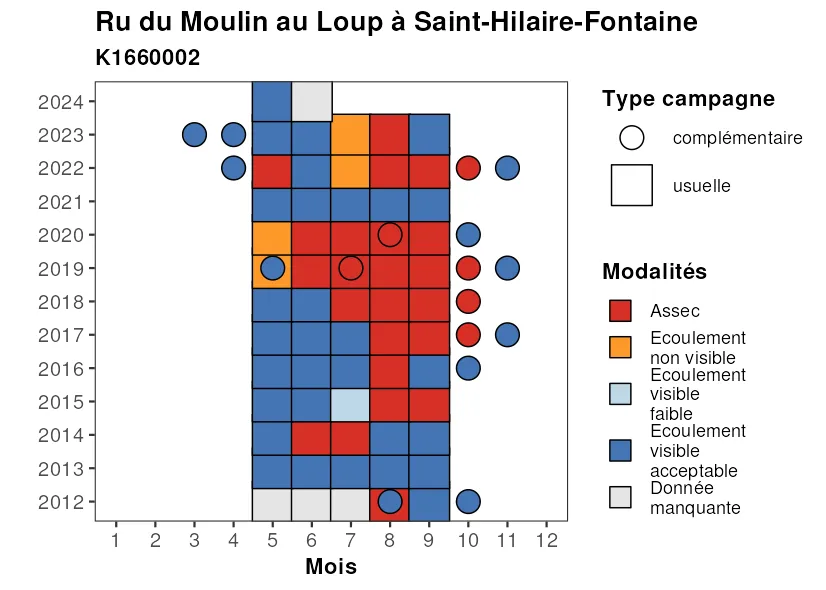 Ru du Moulin au Loup à Saint-Hilaire-Fontaine
K1660002
2024
2023
2022
2021
2020
2019
2018
2017
2016
2015
2014
2013
2012
1 2 3 4 5 6 7 8 9 10 11 12
Mois
Type campagne
complémentaire
usuelle
Modalités
Assec
Ecoulement
non visible
Ecoulement
visible
faible
Ecoulement
visible
acceptable
Donnée
manquante